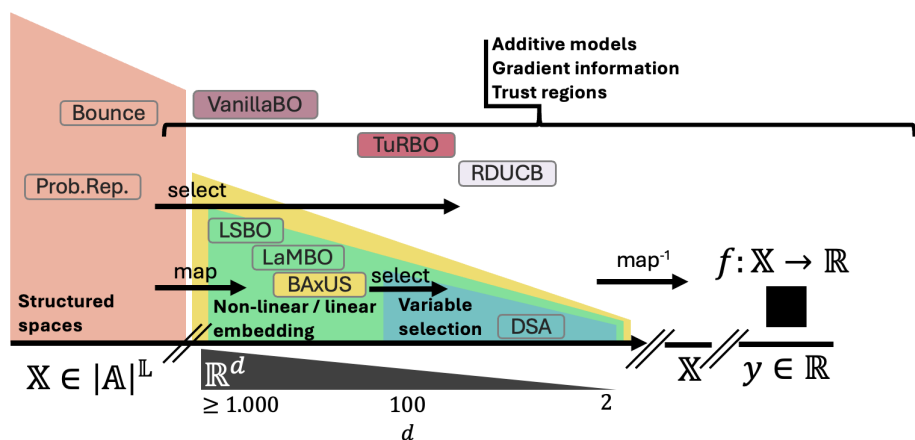 Additive models
Gradient information
Trust regions
Bounce
VanillaBO
TuRBO
RDUCB
Prob.Rep.
select
LSBO
LaMBO
map
BAxUS
select
map⁻¹
f: 𝕏 → ℝ
Structured
spaces
Non-linear / linear
embedding
Variable
selection
DSA
𝕏 ∈ |𝔸|^𝕃
ℝ^d
𝕏
y ∈ ℝ
≥ 1.000
100
2
d